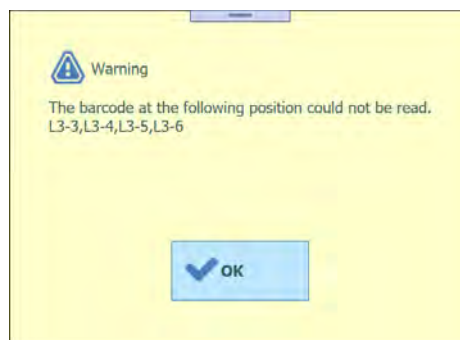 Warning
The barcode at the following position could not be read.
L3-3,L3-4,L3-5,L3-6
OK